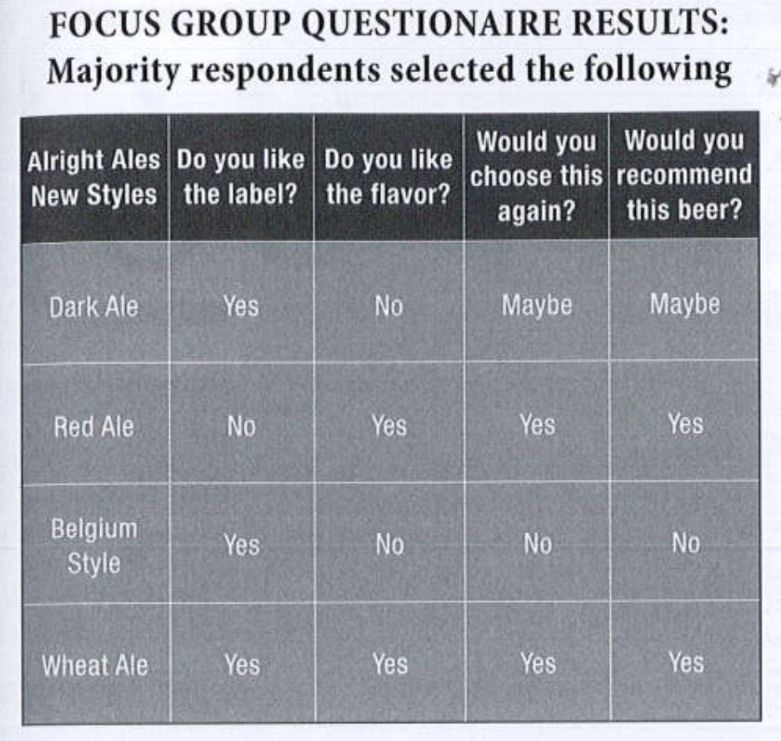 FOCUS GROUP QUESTIONAIRE RESULTS:
Majority respondents selected the following
Alright Ales New Styles | Do you like the label? | Do you like the flavor? | Would you choose this again? | Would you recommend this beer?
Dark Ale | Yes | No | Maybe | Maybe
Red Ale | No | Yes | Yes | Yes
Belgium Style | Yes | No | No | No
Wheat Ale | Yes | Yes | Yes | Yes